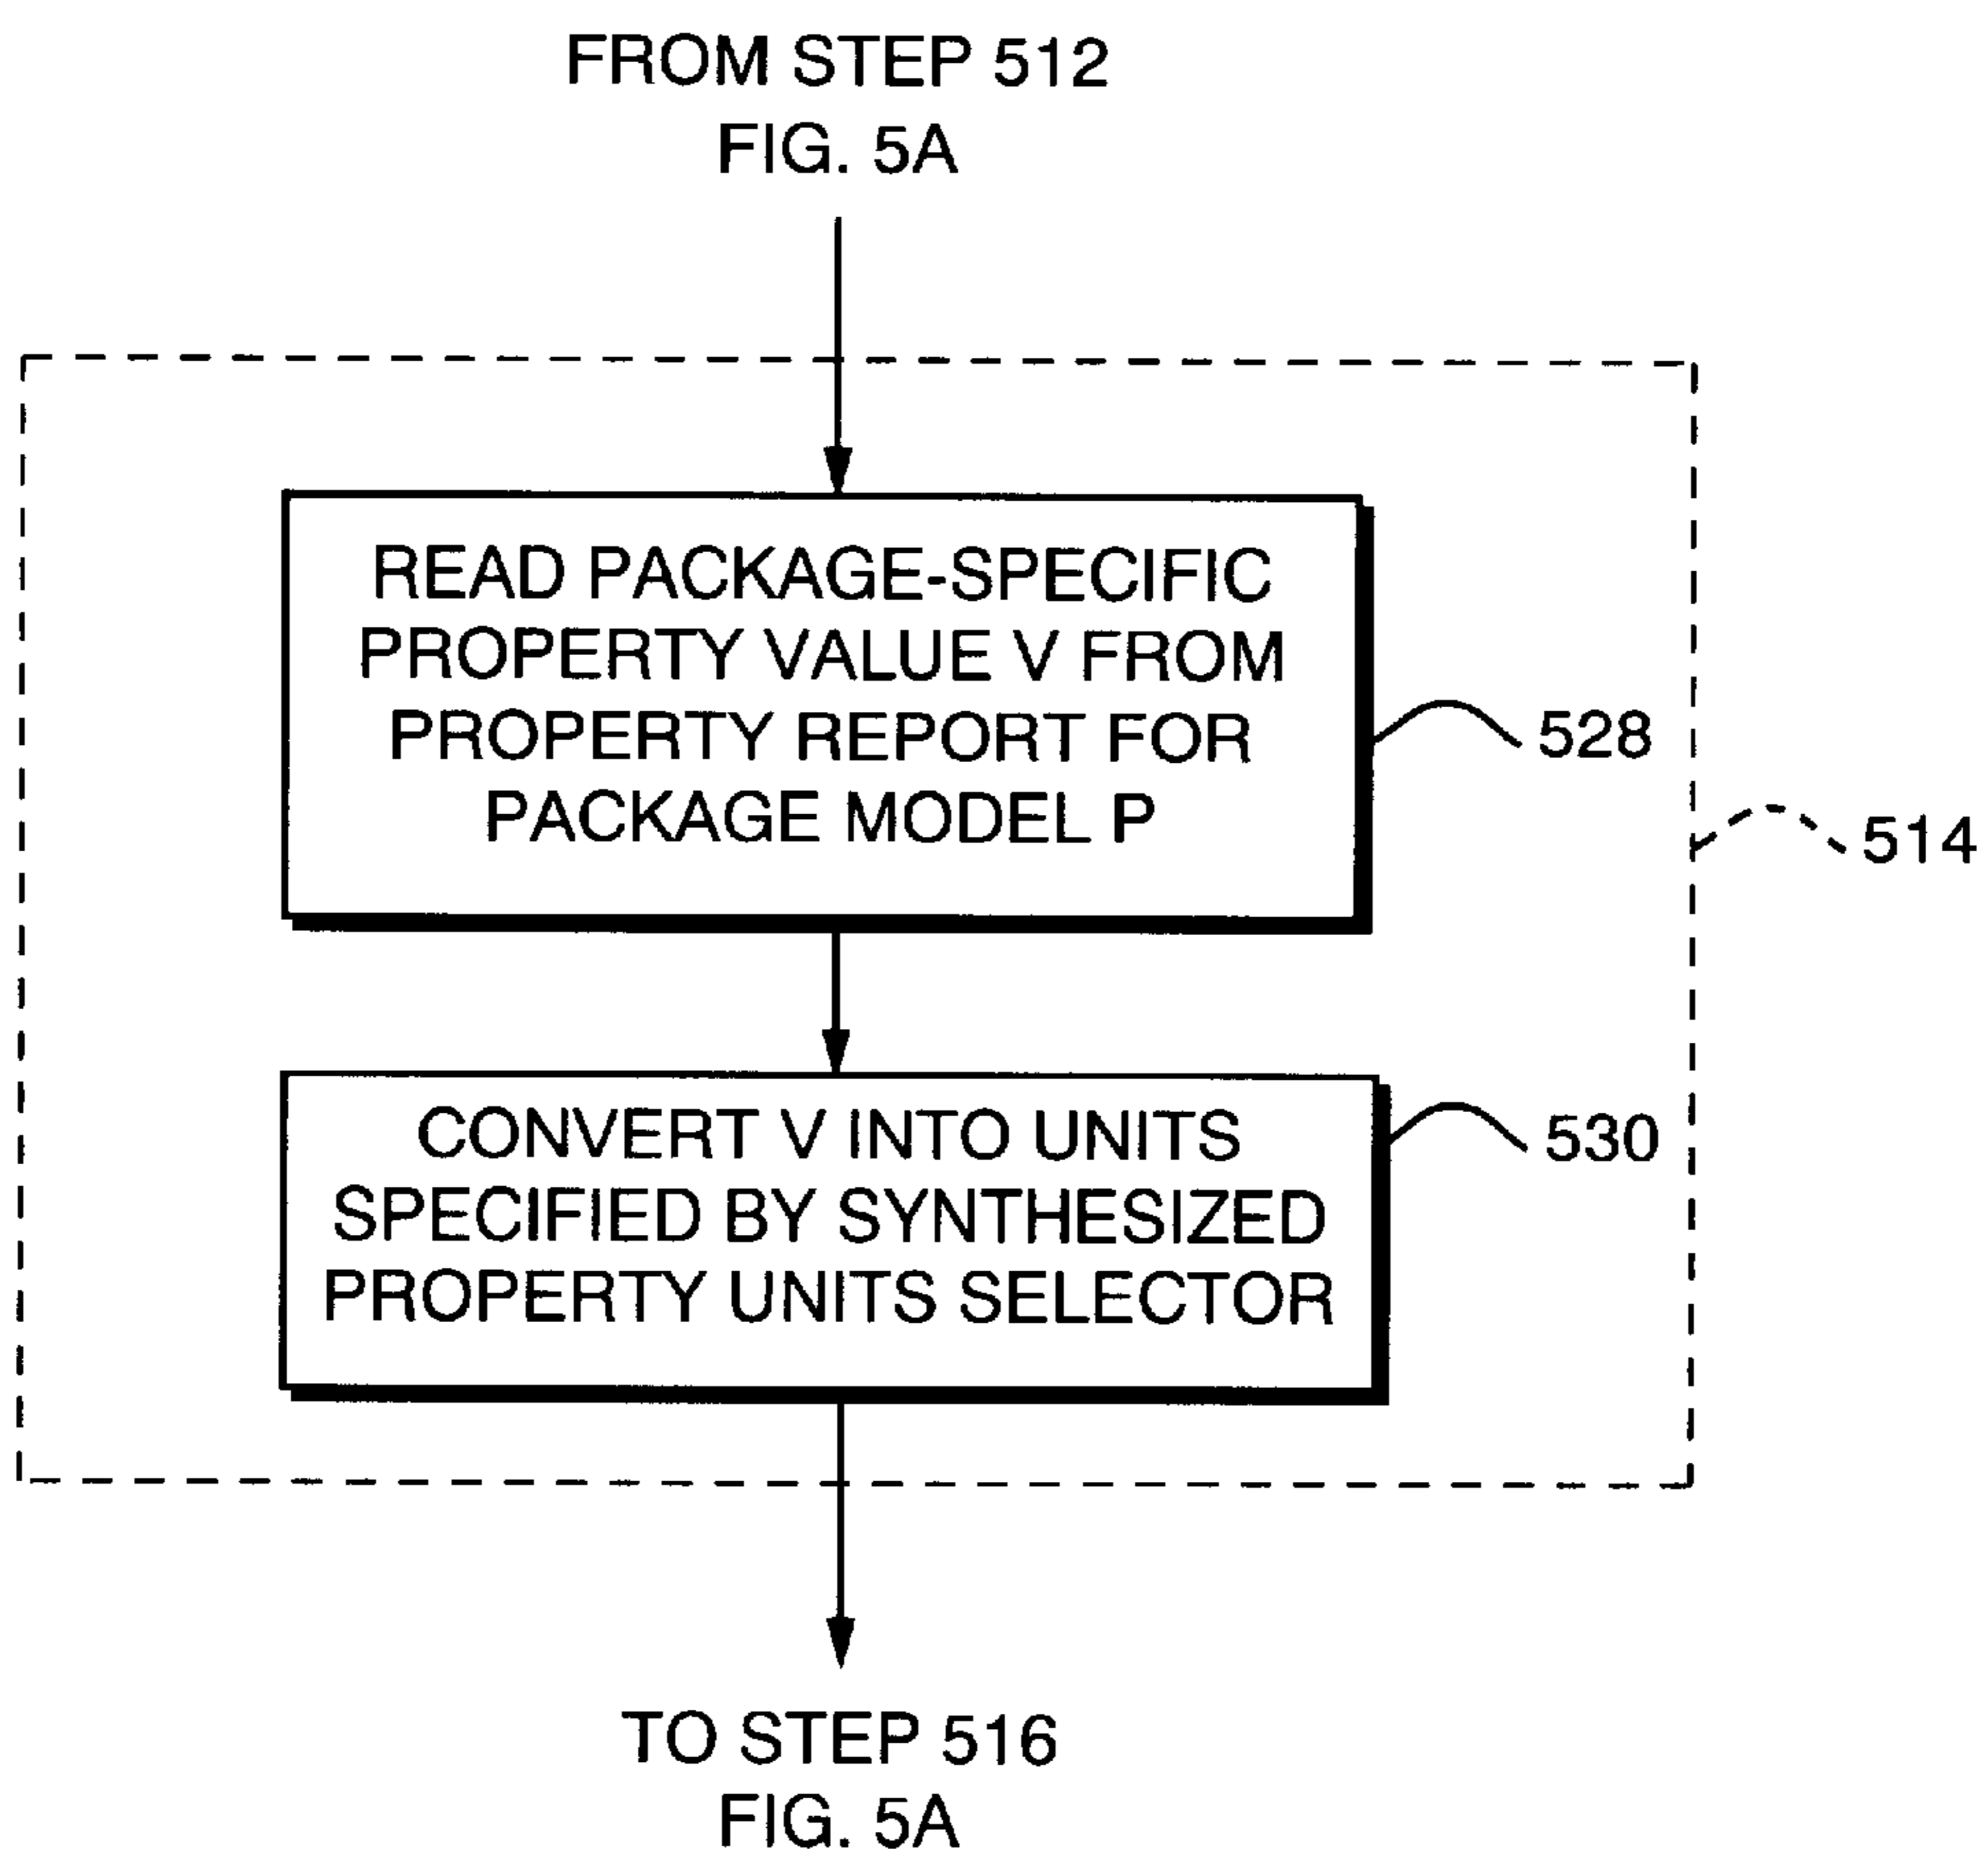 FROM STEP 512
FIG. 5A
READ PACKAGE-SPECIFIC
PROPERTY VALUE V FROM
PROPERTY REPORT FOR
PACKAGE MODEL P
528
514
CONVERT V INTO UNITS
SPECIFIED BY SYNTHESIZED
PROPERTY UNITS SELECTOR
530
TO STEP 516
FIG. 5A